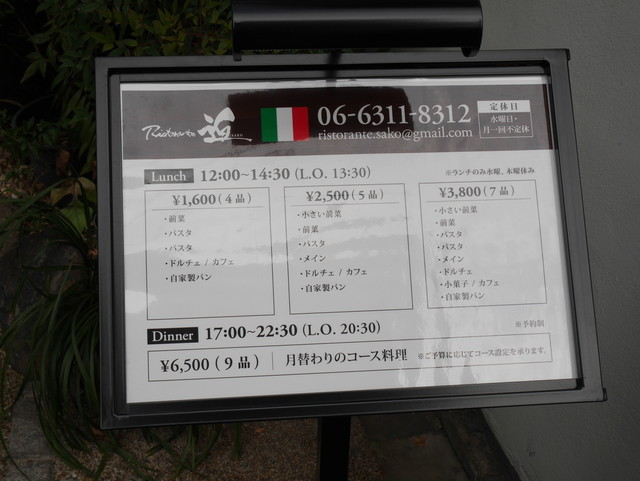 Ristorante 迫 SAKO
06-6311-8312
ristorante.sako@gmail.com
定休日
水曜日・
月一回不定休
Lunch 12:00~14:30 (L.O. 13:30)
※ランチのみ水曜、木曜休み
¥1,600 (4品)
・前菜
・パスタ
・パスタ
・ドルチェ / カフェ
・自家製パン
¥2,500 (5品)
・小さい前菜
・前菜
・パスタ
・メイン
・ドルチェ / カフェ
・自家製パン
¥3,800 (7品)
・小さい前菜
・前菜
・パスタ
・パスタ
・メイン
・ドルチェ
・小菓子 / カフェ
・自家製パン
Dinner 17:00~22:30 (L.O. 20:30)
※予約制
¥6,500 (9品) 月替わりのコース料理 ※ご予算に応じてコース設定を承ります。